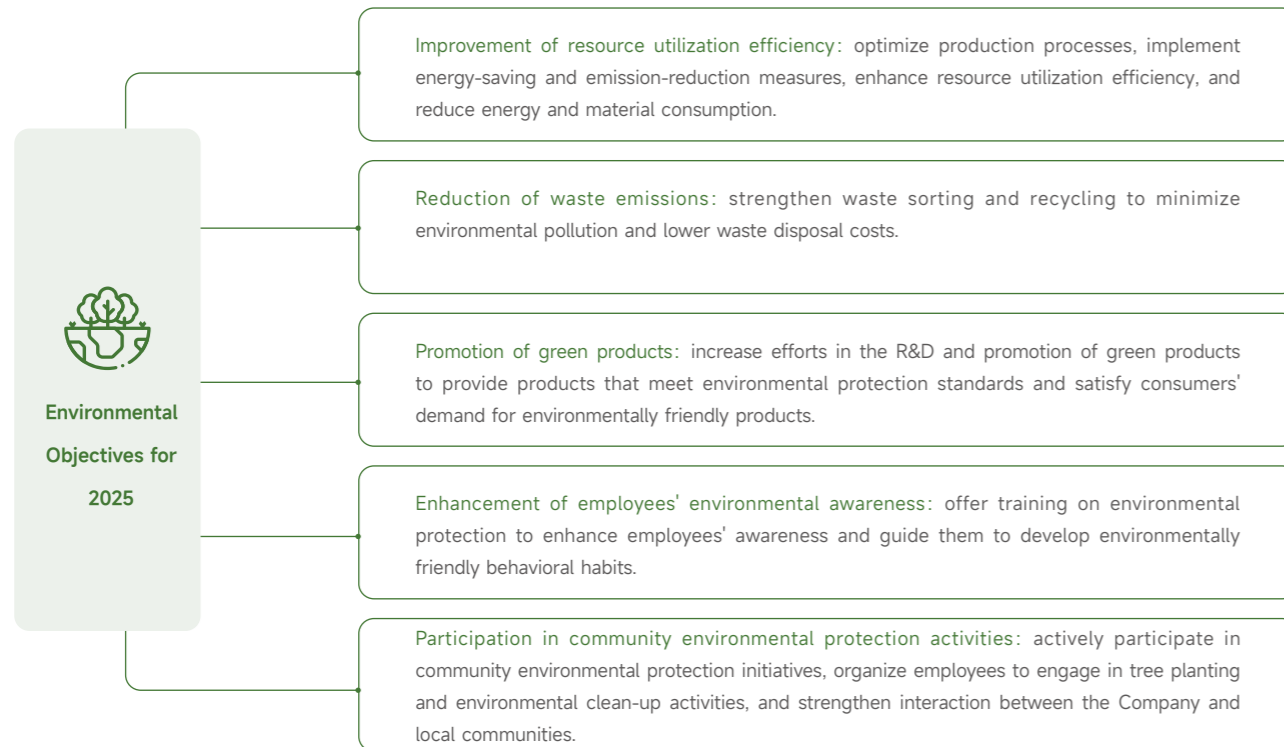 Environmental
Objectives for
2025
Improvement of resource utilization efficiency: optimize production processes, implement
energy-saving and emission-reduction measures, enhance resource utilization efficiency, and
reduce energy and material consumption.
Reduction of waste emissions: strengthen waste sorting and recycling to minimize
environmental pollution and lower waste disposal costs.
Promotion of green products: increase efforts in the R&D and promotion of green products
to provide products that meet environmental protection standards and satisfy consumers'
demand for environmentally friendly products.
Enhancement of employees' environmental awareness: offer training on environmental
protection to enhance employees' awareness and guide them to develop environmentally
friendly behavioral habits.
Participation in community environmental protection activities: actively participate in
community environmental protection initiatives, organize employees to engage in tree planting
and environmental clean-up activities, and strengthen interaction between the Company and
local communities.